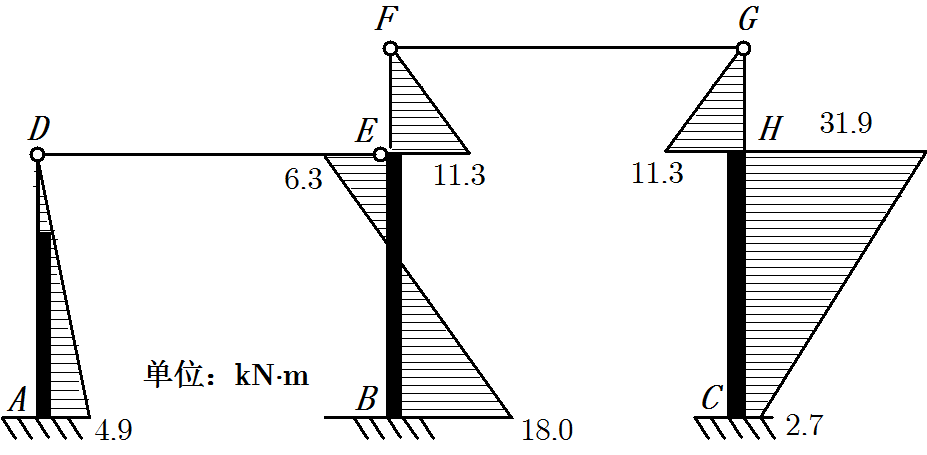 F G
D E H 31.9
6.3 11.3 11.3
单位：kN·m
A B C
4.9 18.0 2.7